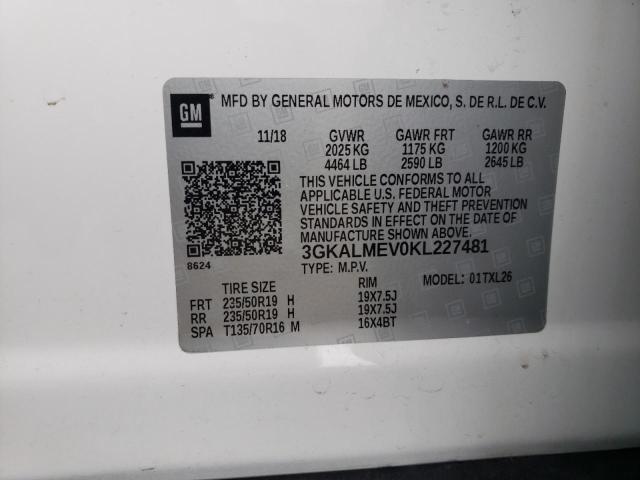 GM
MFD BY GENERAL MOTORS DE MEXICO, S. DE R.L. DE C.V.
11/18 GVWR GAWR FRT GAWR RR
2025 KG 1175 KG 1200 KG
4464 LB 2590 LB 2645 LB
THIS VEHICLE CONFORMS TO ALL
APPLICABLE U.S. FEDERAL MOTOR
VEHICLE SAFETY AND THEFT PREVENTION
STANDARDS IN EFFECT ON THE DATE OF
MANUFACTURE SHOWN ABOVE.
3GKALMEV0KL227481
8624
TYPE: M.P.V. MODEL: 01TXL26
TIRE SIZE RIM
FRT 235/50R19 H 19X7.5J
RR 235/50R19 H 19X7.5J
SPA T135/70R16 M 16X4BT